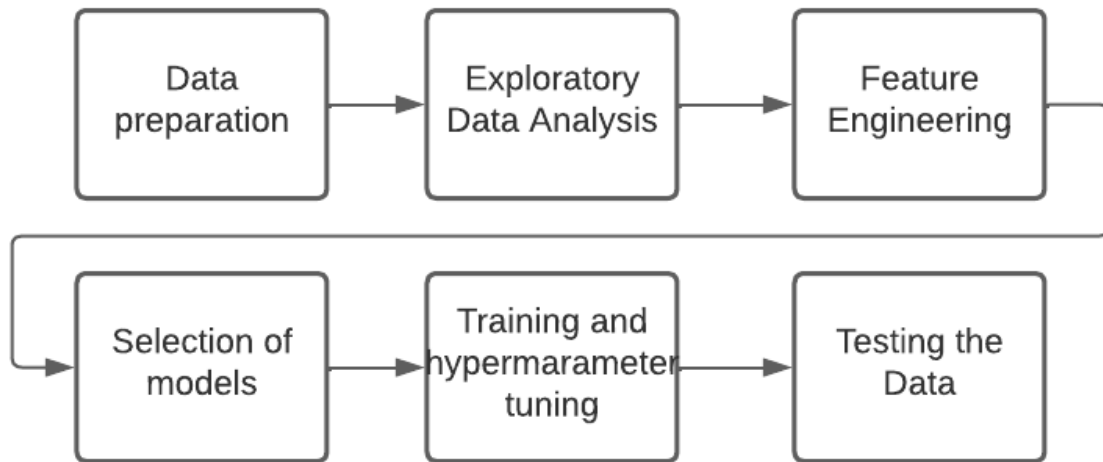 Data
preparation
Exploratory
Data Analysis
Feature
Engineering
Selection of
models
Training and
hypermarameter
tuning
Testing the
Data